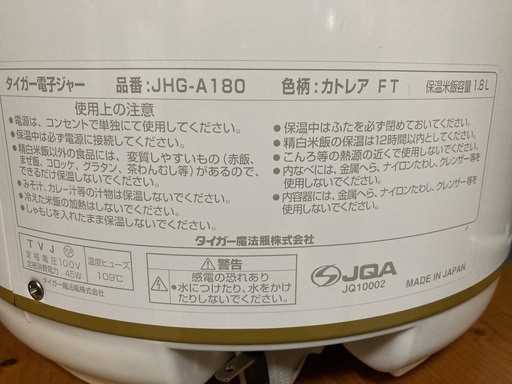 タイガー電子ジャー 品番:JHG-A180 色柄:カトレア FT 保温米飯容量1.8L
使用上の注意
●電源は、コンセントで単独にて使用してください。
●保温中は必ず電源に接続してください。
●精白米飯以外の食品には、変質しやすいもの(赤飯、
まぜ飯、コロッケ、グラタン、茶わんむし等)があるので、
できるだけ保温しないでください。
●みそ汁、カレー汁等の汁物は保温しないでください。
●冷えた米飯の加熱はしないでください。
●しゃもじを入れたまま保温しないでください。
●保温中はふたを必ず閉めておいてください。
●精白米飯の保温は12時間以内としてください。
●こんろ等の熱源の近くで使用しないでください。
●内なべには、金属へら、ナイロンたわし、クレンザー等を
使用しないでください。
●内容器には、金属へら、ナイロンたわし、クレンザー等を
使用しないでください。
タイガー魔法瓶株式会社
TVJ
定格電圧100V
定格消費電力 45W
温度ヒューズ
109℃
タイガー魔法瓶株式会社
警告
感電の恐れあり
●水につけたり、水をかけ
たりしないでください。
JQA
JQ10002
MADE IN JAPAN